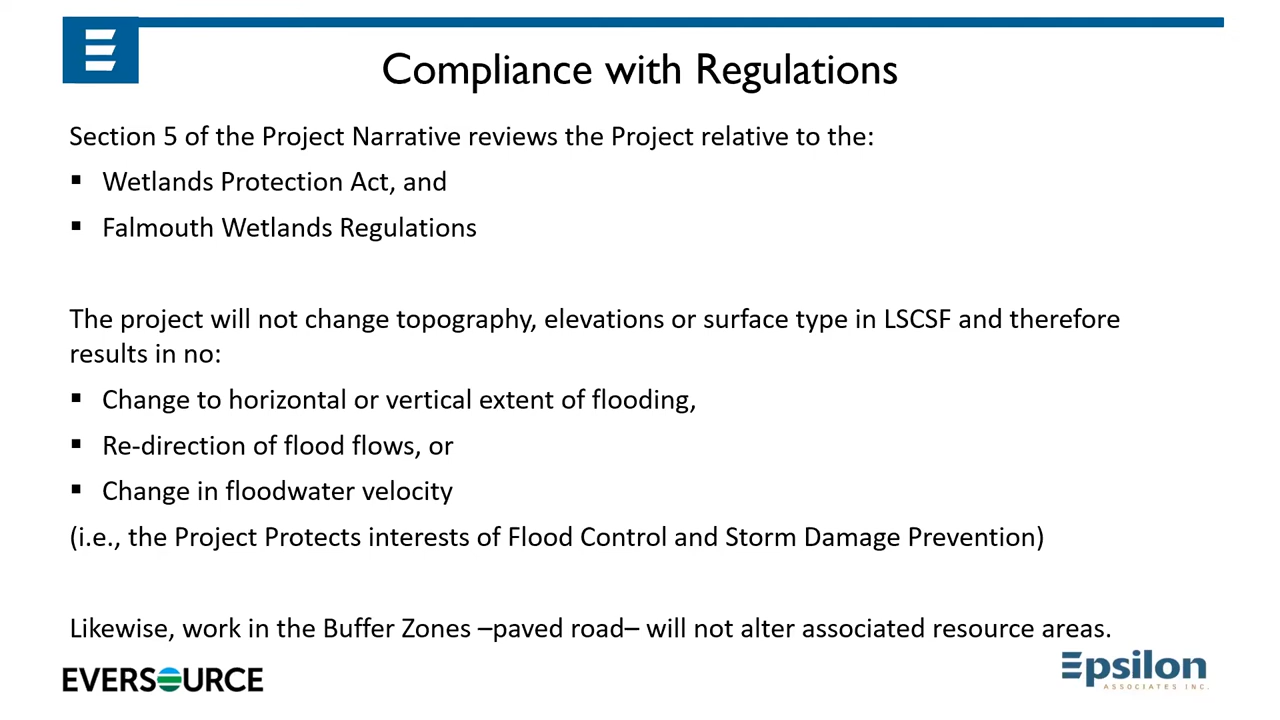 Compliance with Regulations
Section 5 of the Project Narrative reviews the Project relative to the:
▪ Wetlands Protection Act, and
▪ Falmouth Wetlands Regulations
The project will not change topography, elevations or surface type in LSCSF and therefore
results in no:
▪ Change to horizontal or vertical extent of flooding,
▪ Re-direction of flood flows, or
▪ Change in floodwater velocity
(i.e., the Project Protects interests of Flood Control and Storm Damage Prevention)
Likewise, work in the Buffer Zones –paved road– will not alter associated resource areas.
EVERSOURCE
Epsilon
ASSOCIATES INC.